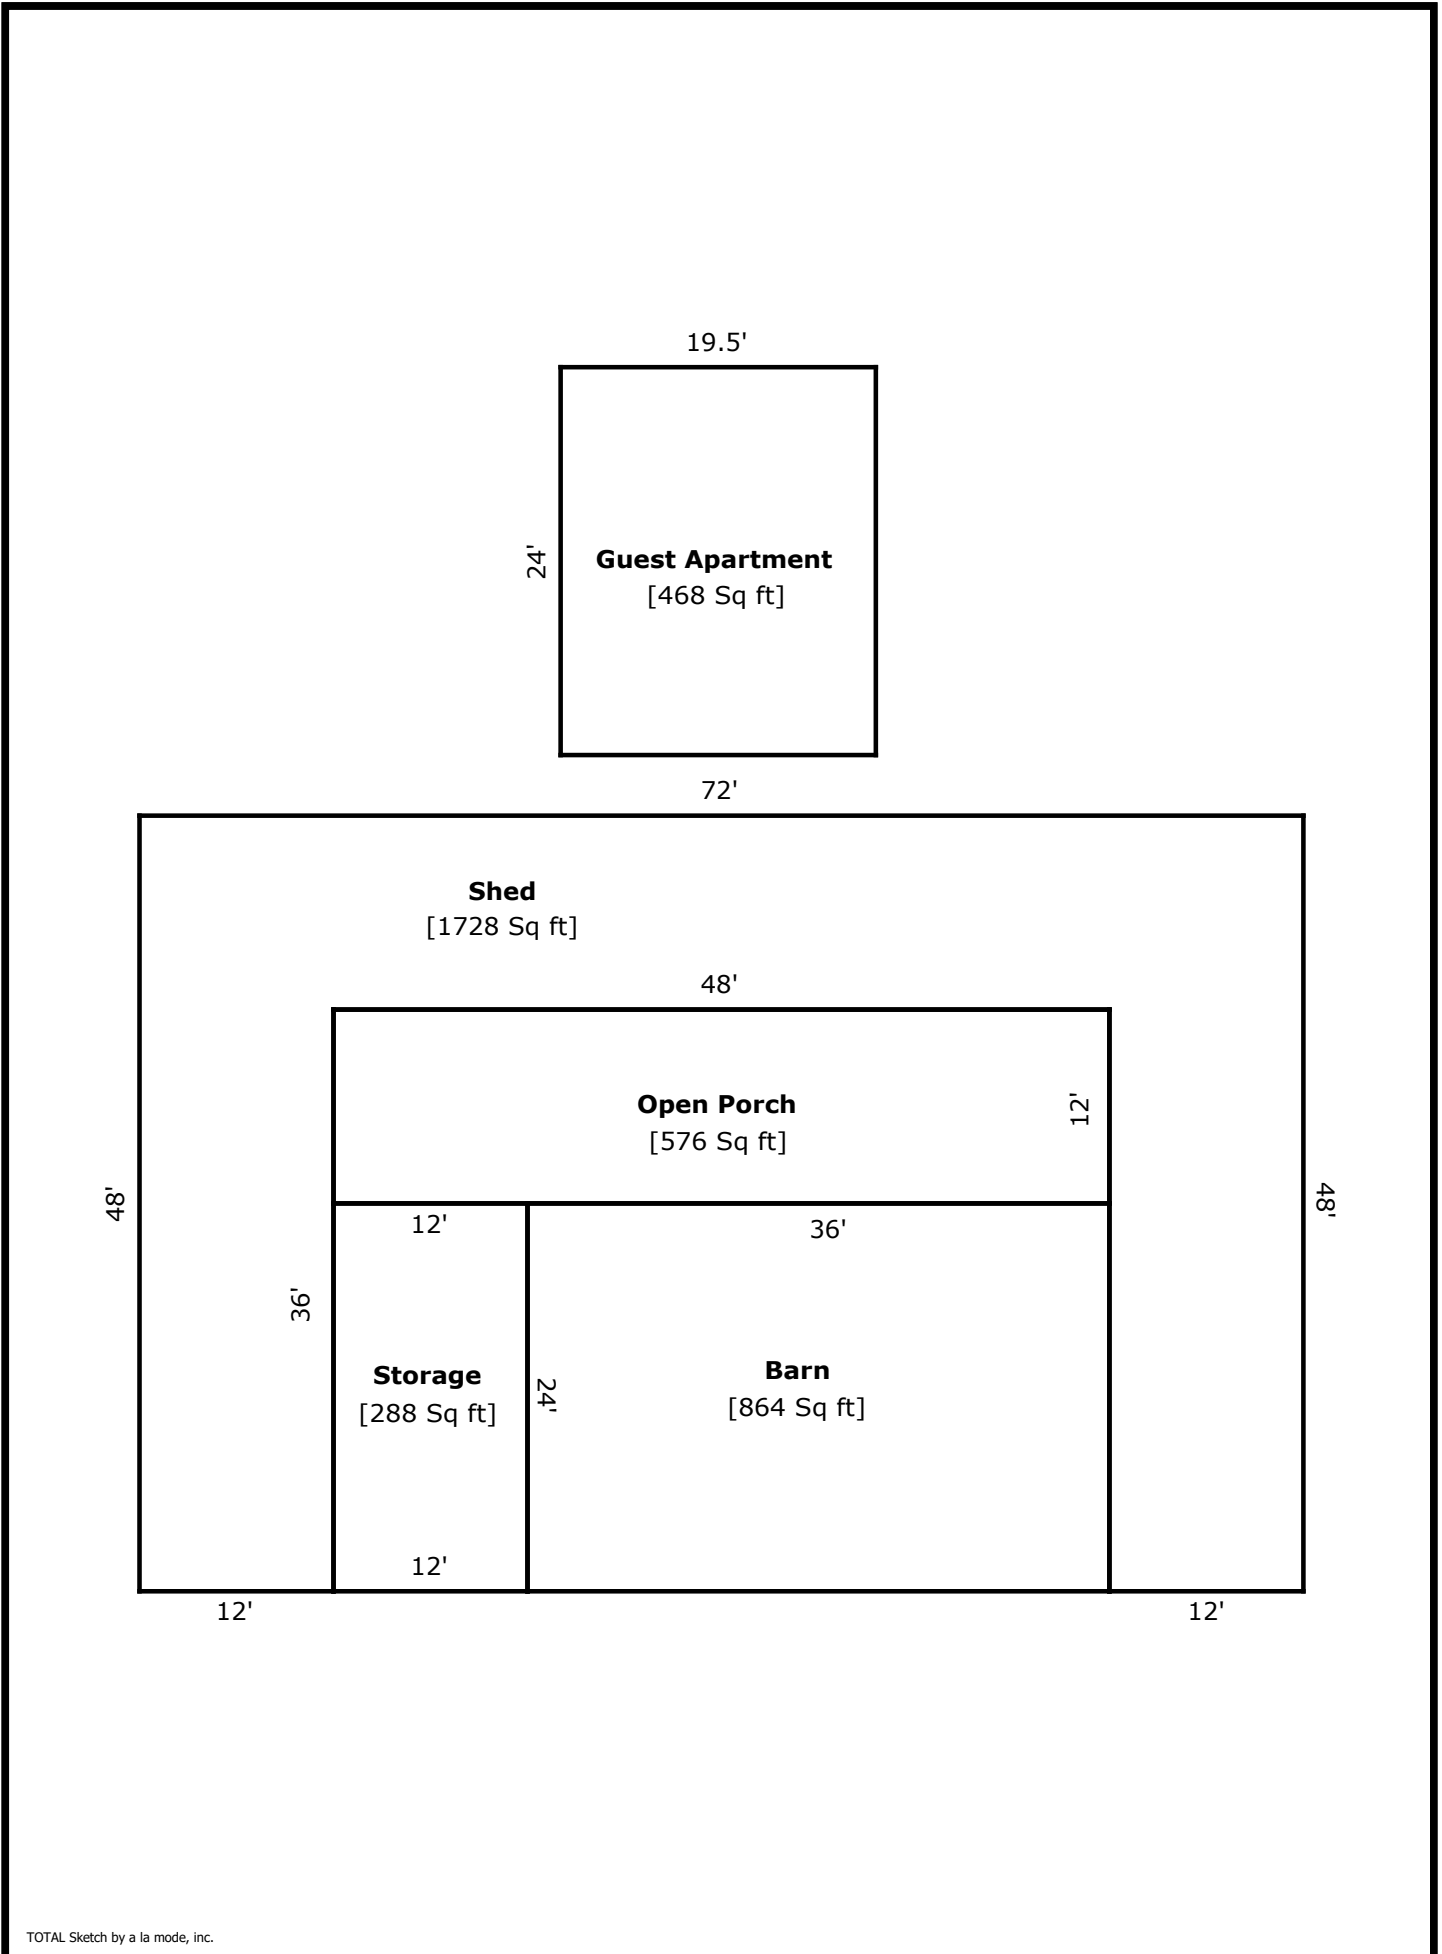 19.5'
24'
Guest Apartment
[468 Sq ft]
72'
Shed
[1728 Sq ft]
48'
Open Porch
[576 Sq ft]
12'
48'
48'
12'
36'
36'
Storage
[288 Sq ft]
24'
Barn
[864 Sq ft]
12'
12'
12'
TOTAL Sketch by a la mode, inc.